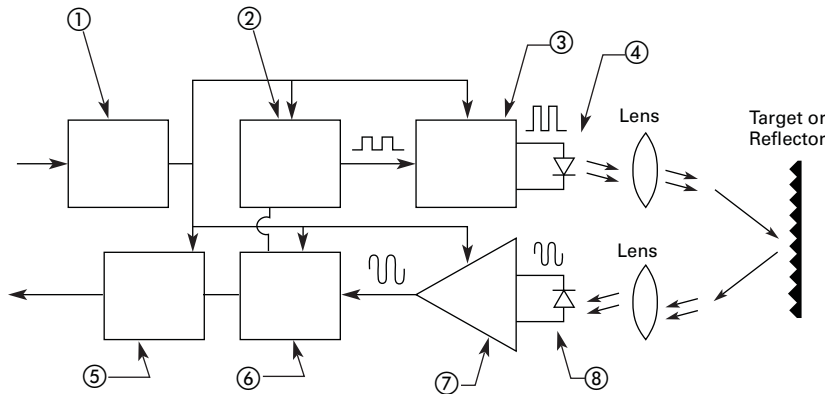 ①
②
③
④
Lens
Target or
Reflector
Lens
⑤
⑥
⑦
⑧